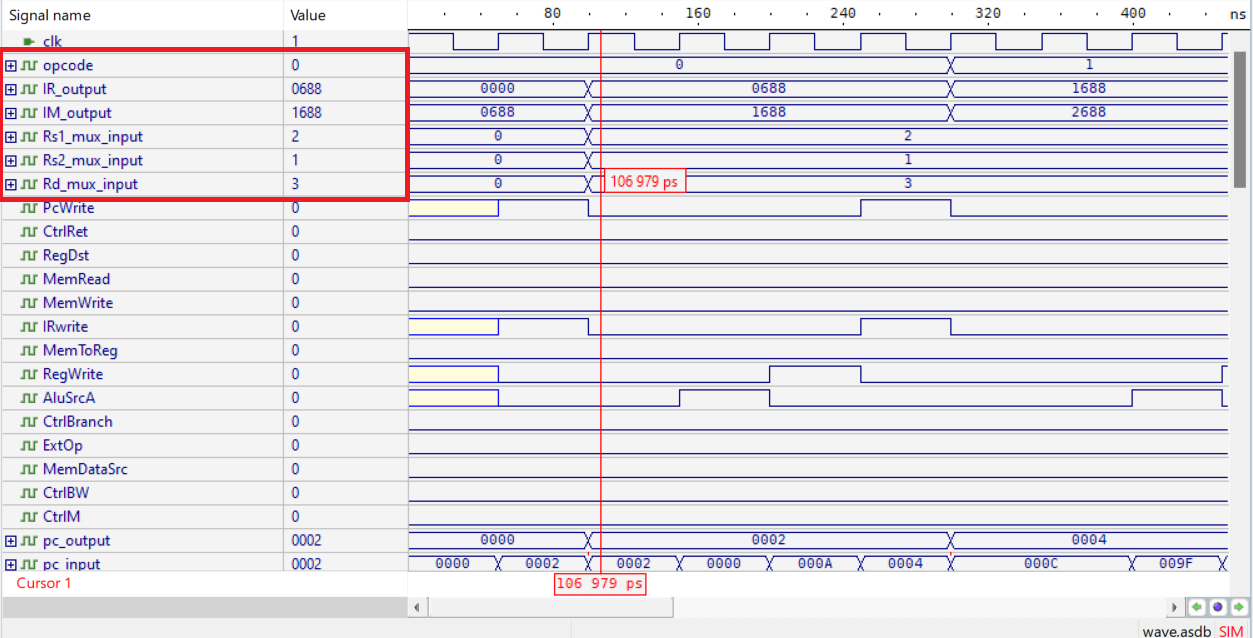 Signal name Value 80 160 240 320 400 ns
clk 1
opcode 0 0 1
IR_output 0688 0000 0688 1688
IM_output 1688 0688 1688 2688
Rs1_mux_input 2 0 2
Rs2_mux_input 1 0 1
Rd_mux_input 3 0 106 979 ps 3
PcWrite 0
CtrlRet 0
RegDst 0
MemRead 0
MemWrite 0
IRwrite 0
MemToReg 0
RegWrite 0
AluSrcA 0
CtrlBranch 0
ExtOp 0
MemDataSrc 0
CtrlBW 0
CtrlM 0
pc_output 0002 0000 0002 0004
pc_input 0002 0000 0002 0002 0000 000A 0004 000C 009F
Cursor 1 106 979 ps
wave.asdb SIM